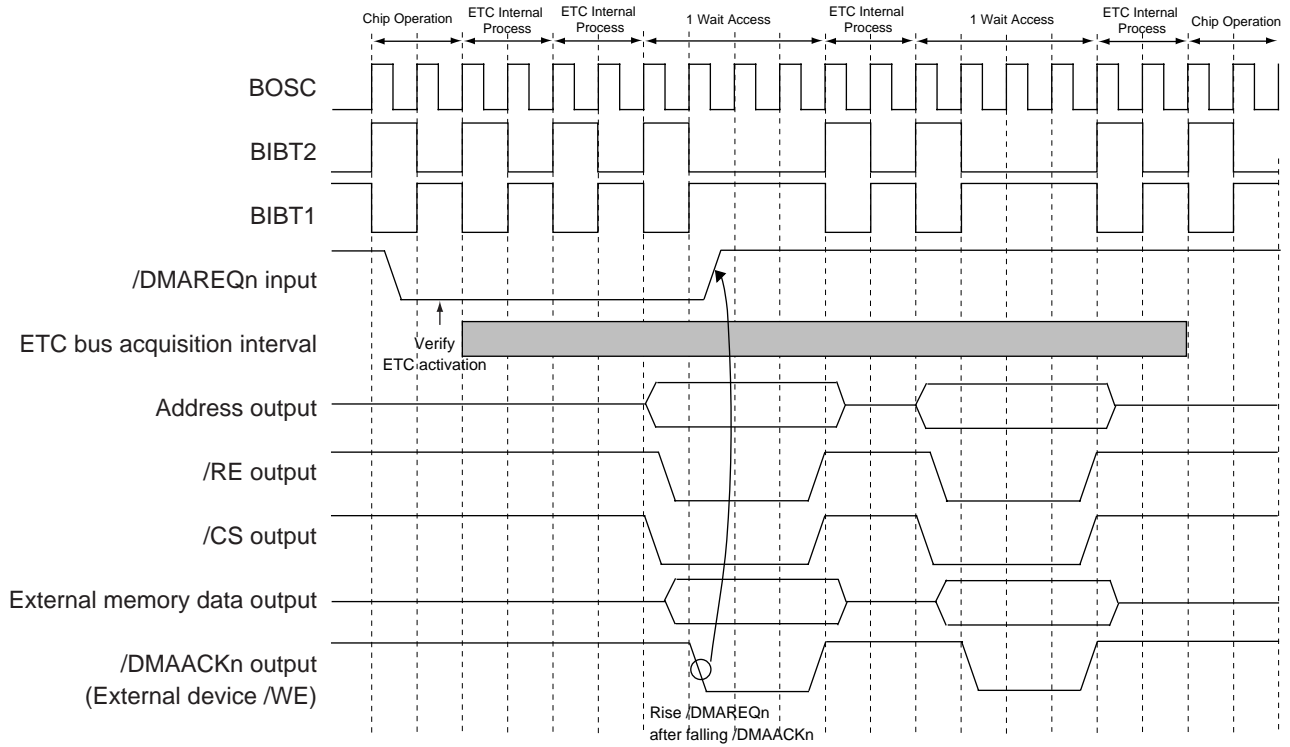 Chip Operation
ETC Internal
Process
ETC Internal
Process
1 Wait Access
ETC Internal
Process
1 Wait Access
ETC Internal
Process
Chip Operation
BOSC
BIBT2
BIBT1
/DMAREQn input
ETC bus acquisition interval
Verify
ETC activation
Address output
/RE output
/CS output
External memory data output
/DMAACKn output
(External device /WE)
Rise /DMAREQn
after falling /DMAACKn